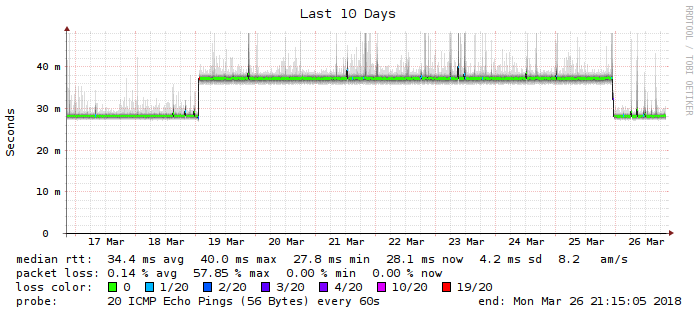 Last 10 Days
RRDTOOL / TOBI OETIKER
Seconds
40 m
30 m
20 m
10 m
0
17 Mar 18 Mar 19 Mar 20 Mar 21 Mar 22 Mar 23 Mar 24 Mar 25 Mar 26 Mar
median rtt: 34.4 ms avg 40.0 ms max 27.8 ms min 28.1 ms now 4.2 ms sd 8.2 am/s
packet loss: 0.14 % avg 57.85 % max 0.00 % min 0.00 % now
loss color: 0 1/20 2/20 3/20 4/20 10/20 19/20
probe: 20 ICMP Echo Pings (56 Bytes) every 60s end: Mon Mar 26 21:15:05 2018